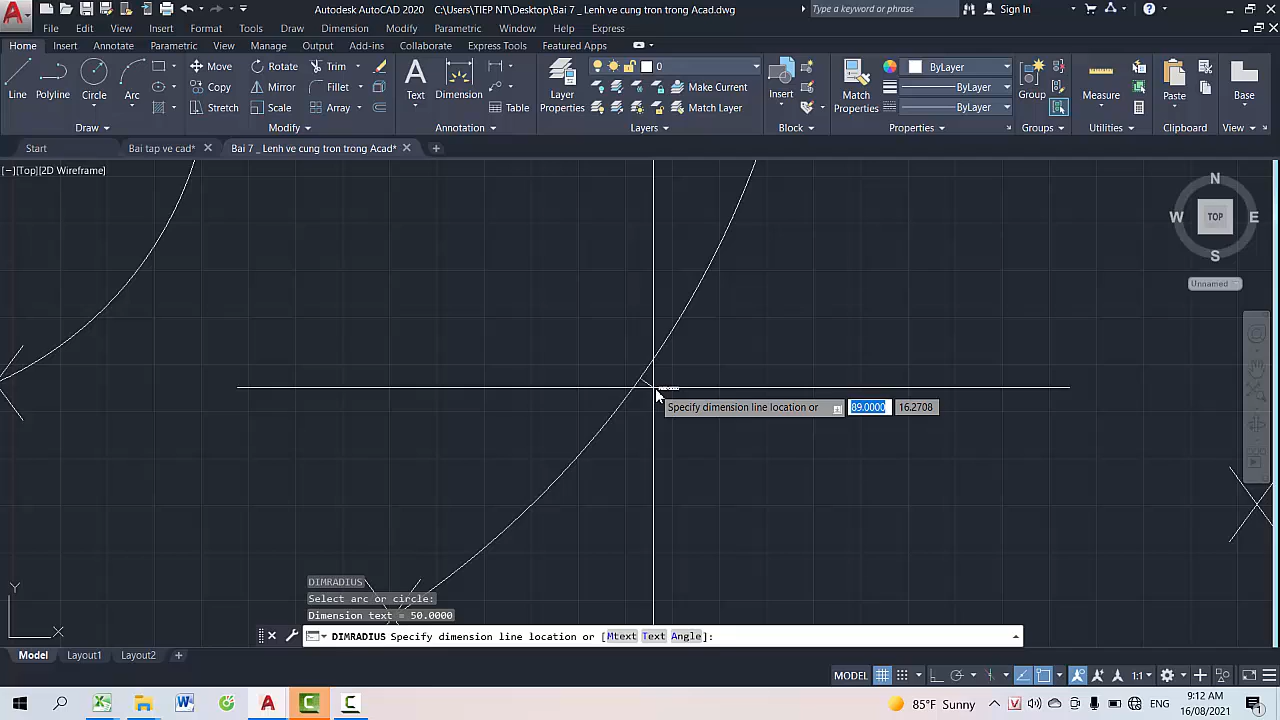 Autodesk AutoCAD 2020 C:\Users\TIEP NT\Desktop\Bai 7 _ Lenh ve cung tron trong Acad.dwg
Type a keyword or phrase
Sign In
File Edit View Insert Format Tools Draw Dimension Modify Parametric Window Help Express
Home Insert Annotate Parametric View Manage Output Add-ins Collaborate Express Tools Featured Apps
Line Polyline Circle Arc
Move Rotate Trim
Copy Mirror Fillet
Stretch Scale Array
Text Dimension
Table
Layer Properties
0
Make Current
Match Layer
Insert
Match Properties
ByLayer
ByLayer
ByLayer
Group
Measure
Paste
Base
Draw Modify Annotation Layers Block Properties Groups Utilities Clipboard View
Start
Bai tap ve cad*
Bai 7 _ Lenh ve cung tron trong Acad*
[−][Top][2D Wireframe]
N
W TOP E
S
Unnamed
Specify dimension line location or 89.0000 16.2708
DIMRADIUS
Select arc or circle:
Dimension text = 50.0000
Y
X
DIMRADIUS Specify dimension line location or [Mtext Text Angle]:
Model Layout1 Layout2
MODEL
1:1
85°F Sunny
ENG
9:12 AM
16/08/2021